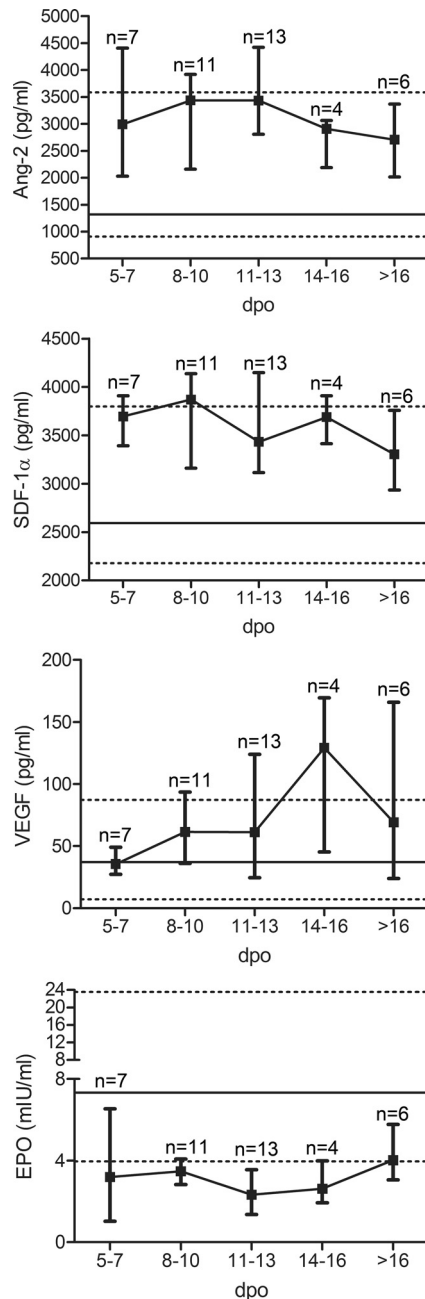 Ang-2 (pg/ml)
5000
4500
4000
3500
3000
2500
2000
1500
1000
500
n=7
n=11
n=13
n=4
n=6
5-7
8-10
11-13
14-16
>16
dpo
SDF-1α (pg/ml)
4500
4000
3500
3000
2500
2000
n=7
n=11
n=13
n=4
n=6
5-7
8-10
11-13
14-16
>16
dpo
VEGF (pg/ml)
200
150
100
50
0
n=7
n=11
n=13
n=4
n=6
5-7
8-10
11-13
14-16
>16
dpo
EPO (mIU/ml)
24
20
16
12
8
8
4
0
n=7
n=11
n=13
n=4
n=6
5-7
8-10
11-13
14-16
>16
dpo